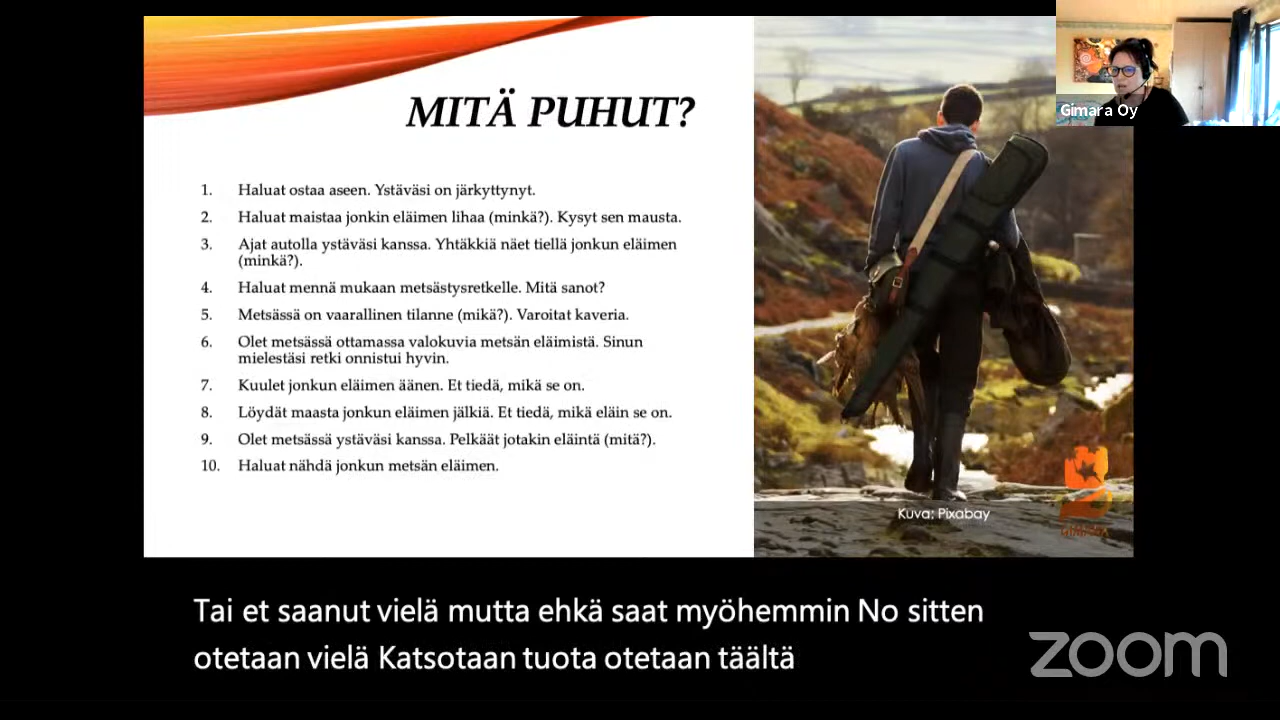 MITÄ PUHUT?
1. Haluat ostaa aseen. Ystäväsi on järkyttynyt.
2. Haluat maistaa jonkin eläimen lihaa (minkä?). Kysyt sen mausta.
3. Ajat autolla ystäväsi kanssa. Yhtäkkiä näet tiellä jonkun eläimen
(minkä?).
4. Haluat mennä mukaan metsästysretkelle. Mitä sanot?
5. Metsässä on vaarallinen tilanne (mikä?). Varoitat kaveria.
6. Olet metsässä ottamassa valokuvia metsän eläimistä. Sinun
mielestäsi retki onnistui hyvin.
7. Kuulet jonkun eläimen äänen. Et tiedä, mikä se on.
8. Löydät maasta jonkun eläimen jälkiä. Et tiedä, mikä eläin se on.
9. Olet metsässä ystäväsi kanssa. Pelkäät jotakin eläintä (mitä?).
10. Haluat nähdä jonkun metsän eläimen.
Gimara Oy
Kuva: Pixabay
GIMARA
Tai et saanut vielä mutta ehkä saat myöhemmin No sitten
otetaan vielä Katsotaan tuota otetaan täältä
zoom